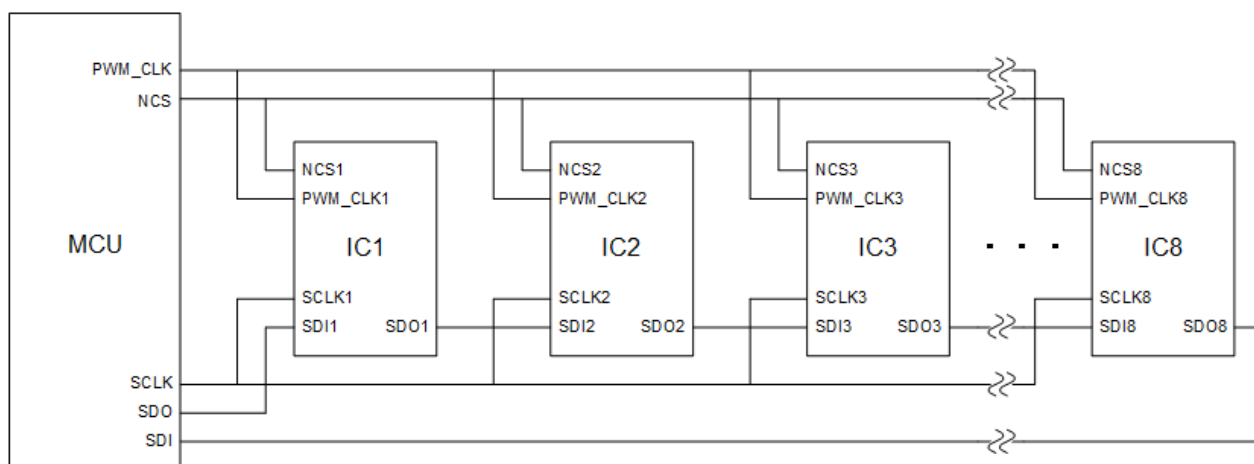 PWM_CLK
NCS
MCU
SCLK
SDO
SDI
NCS1
PWM_CLK1
IC1
SCLK1
SDI1 SDO1
NCS2
PWM_CLK2
IC2
SCLK2
SDI2 SDO2
NCS3
PWM_CLK3
IC3
SCLK3
SDI3 SDO3
. . .
NCS8
PWM_CLK8
IC8
SCLK8
SDI8 SDO8